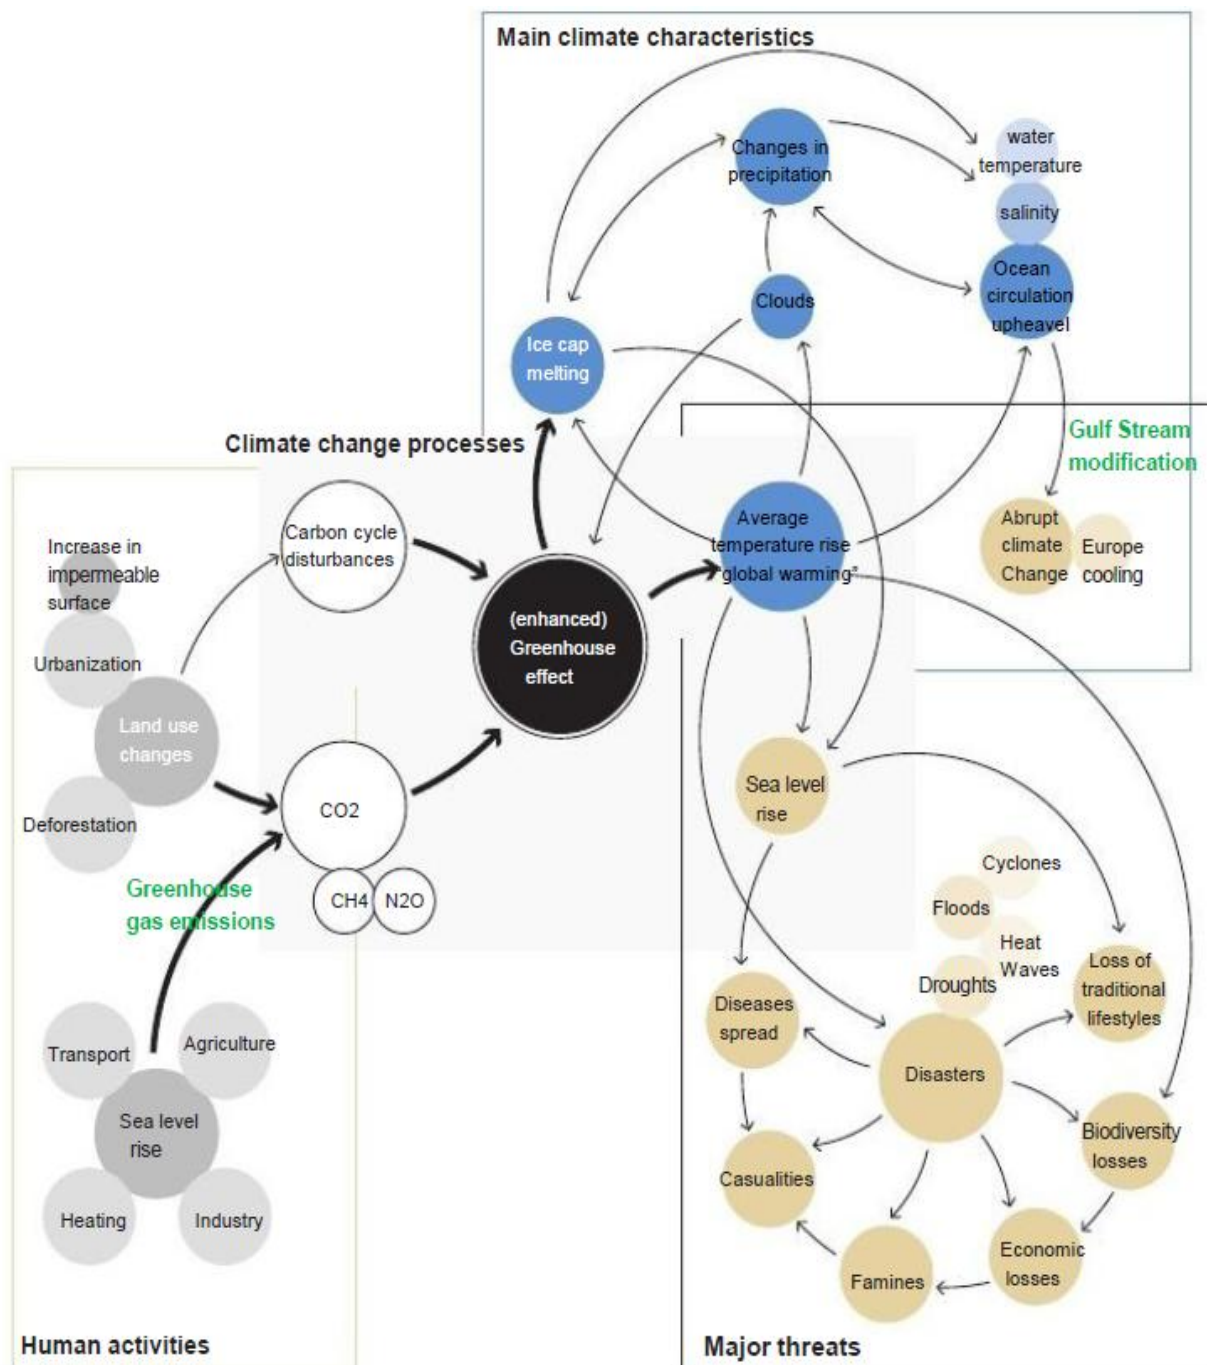 Main climate characteristics
water
temperature
Changes in
precipitation
salinity
Ocean
circulation
upheavel
Clouds
Ice cap
melting
Climate change processes
Gulf Stream
modification
Average
temperature rise
"global warming"
Abrupt
climate
Change
Europe
cooling
Carbon cycle
disturbances
Increase in
impermeable
surface
Urbanization
(enhanced)
Greenhouse
effect
Land use
changes
Deforestation
CO2
CH4
N2O
Greenhouse
gas emissions
Sea level
rise
Cyclones
Floods
Heat
Waves
Droughts
Loss of
traditional
lifestyles
Diseases
spread
Disasters
Transport
Agriculture
Sea level
rise
Heating
Industry
Biodiversity
losses
Casualities
Economic
losses
Famines
Human activities
Major threats